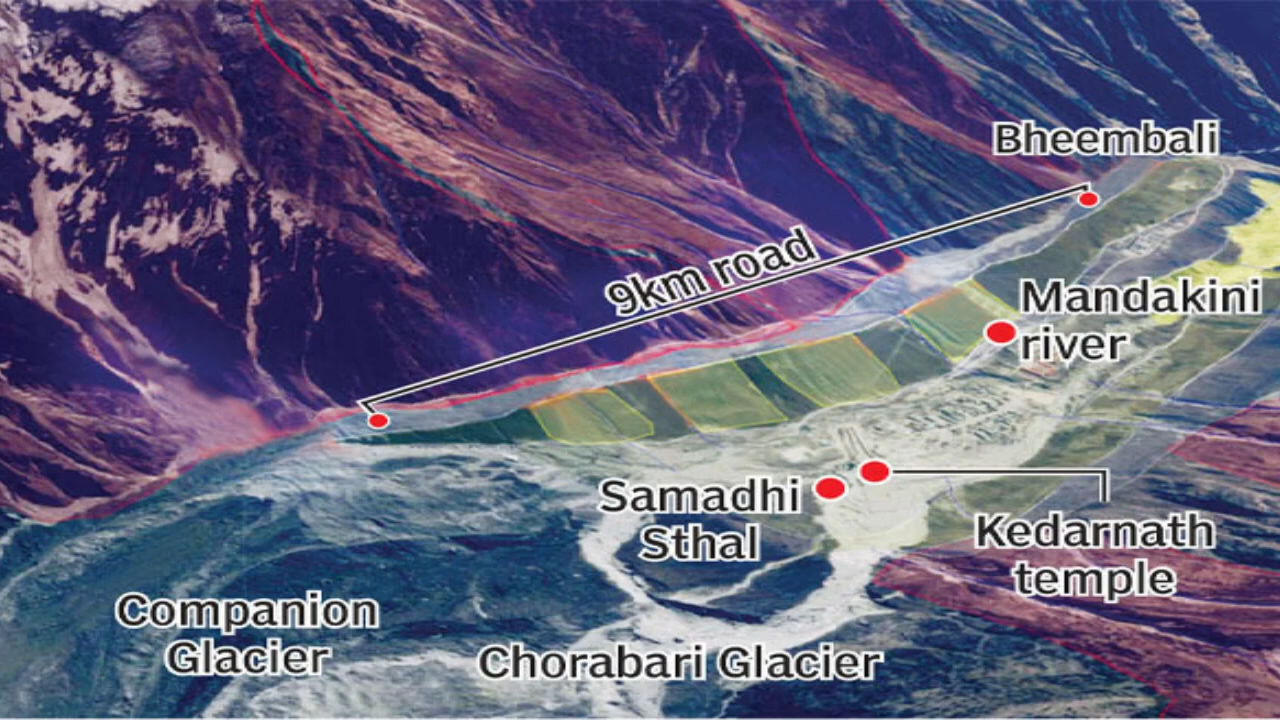 Bheembali
9km road
Mandakini
river
Samadhi
Sthal
Kedarnath
temple
Companion
Glacier
Chorabari Glacier